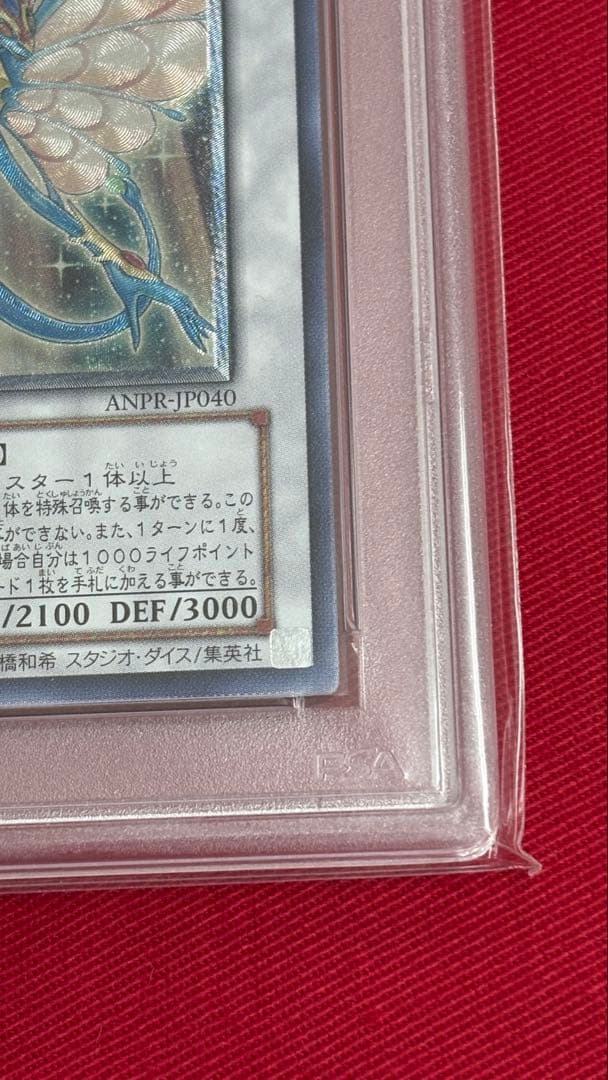 ANPR-JP040
】
スター1体以上
体を特殊召喚する事ができる。この
ができない。また、1ターンに1度、
場合自分は1000ライフポイント
ード1枚を手札に加える事ができる。
/2100 DEF/3000
橋和希 スタジオ・ダイス/集英社
PSA